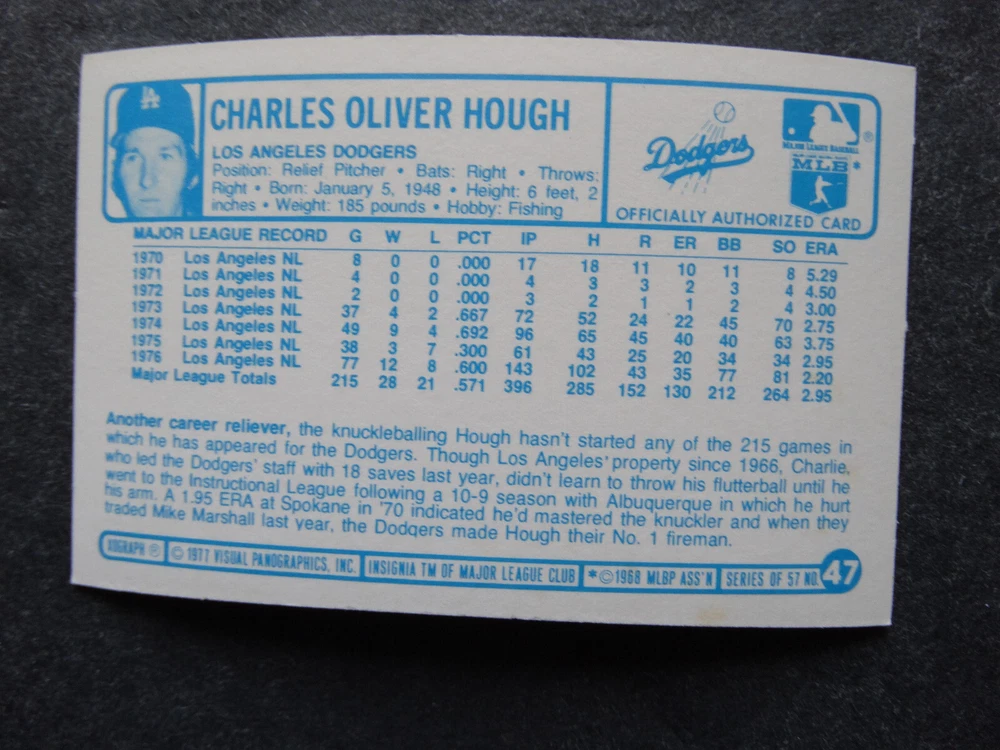 LA
CHARLES OLIVER HOUGH
LOS ANGELES DODGERS
Position: Relief Pitcher • Bats: Right • Throws:
Right • Born: January 5, 1948 • Height: 6 feet, 2
inches • Weight: 185 pounds • Hobby: Fishing
Dodgers
MAJOR LEAGUE BASEBALL
®
MLB*
OFFICIALLY AUTHORIZED CARD
MAJOR LEAGUE RECORD G W L PCT IP H R ER BB SO ERA
1970 Los Angeles NL 8 0 0 .000 17 18 11 10 11 8 5.29
1971 Los Angeles NL 4 0 0 .000 4 3 3 2 3 4 4.50
1972 Los Angeles NL 2 0 0 .000 3 2 1 1 2 4 3.00
1973 Los Angeles NL 37 4 2 .667 72 52 24 22 45 70 2.75
1974 Los Angeles NL 49 9 4 .692 96 65 45 40 40 63 3.75
1975 Los Angeles NL 38 3 7 .300 61 43 25 20 34 34 2.95
1976 Los Angeles NL 77 12 8 .600 143 102 43 35 77 81 2.20
Major League Totals 215 28 21 .571 396 285 152 130 212 264 2.95
Another career reliever, the knuckleballing Hough hasn't started any of the 215 games in
which he has appeared for the Dodgers. Though Los Angeles' property since 1966, Charlie,
who led the Dodgers' staff with 18 saves last year, didn't learn to throw his flutterball until he
went to the Instructional League following a 10-9 season with Albuquerque in which he hurt
his arm. A 1.95 ERA at Spokane in '70 indicated he'd mastered the knuckler and when they
traded Mike Marshall last year, the Dodgers made Hough their No. 1 fireman.
XOGRAPH ® © 1977 VISUAL PANOGRAPHICS, INC. INSIGNIA TM OF MAJOR LEAGUE CLUB *© 1968 MLBP ASS'N SERIES OF 57 NO. 47